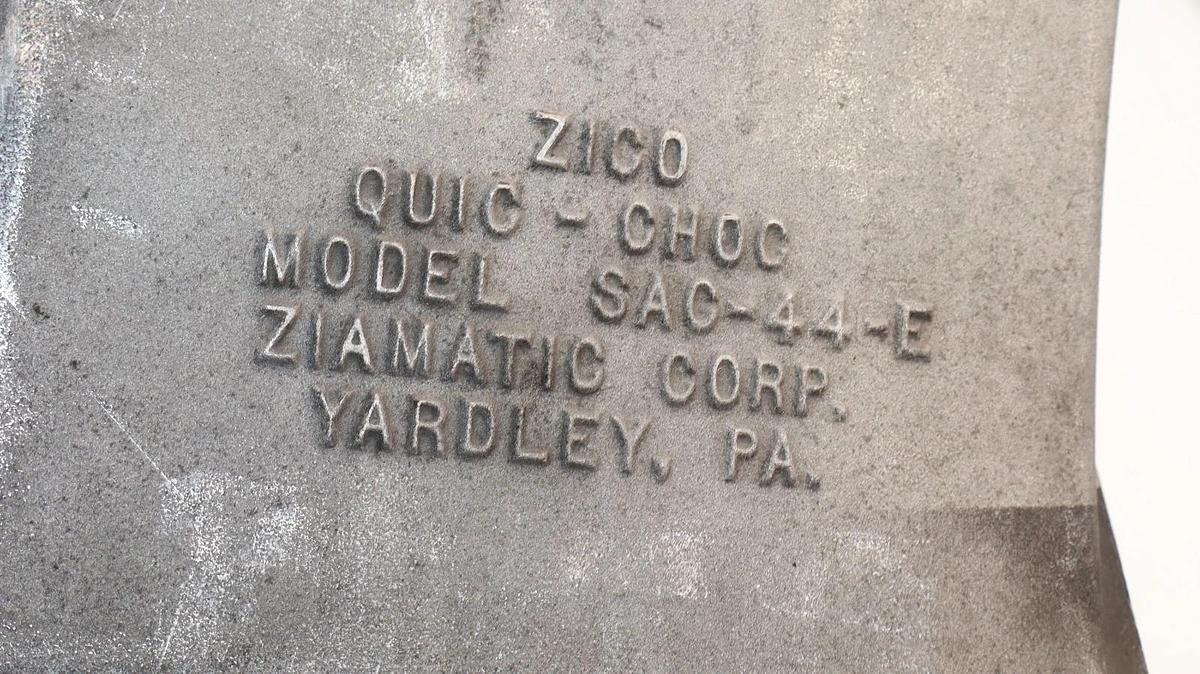 ZICO
QUIC - CHOC
MODEL SAC-44-E
ZIAMATIC CORP.
YARDLEY, PA.